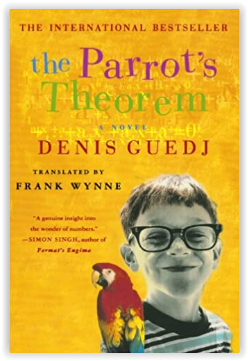 THE INTERNATIONAL BESTSELLER
the Parrot's
Theorem
A NOVEL
DENIS GUEDJ
TRANSLATED BY
FRANK WYNNE
"A genuine insight into
the wonder of numbers."
—SIMON SINGH, author of
Fermat's Enigma